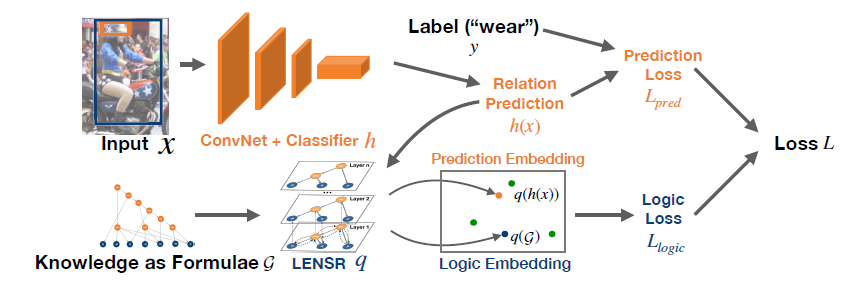 Label (“wear”)
y
Prediction
Loss
L_pred
Relation
Prediction
h(x)
Input x
ConvNet + Classifier h
Loss L
Prediction Embedding
Layer n
...
Layer 2
Layer 1
q(h(x))
q(𝒢)
Logic
Loss
L_logic
Knowledge as Formulae 𝒢
LENSR q
Logic Embedding